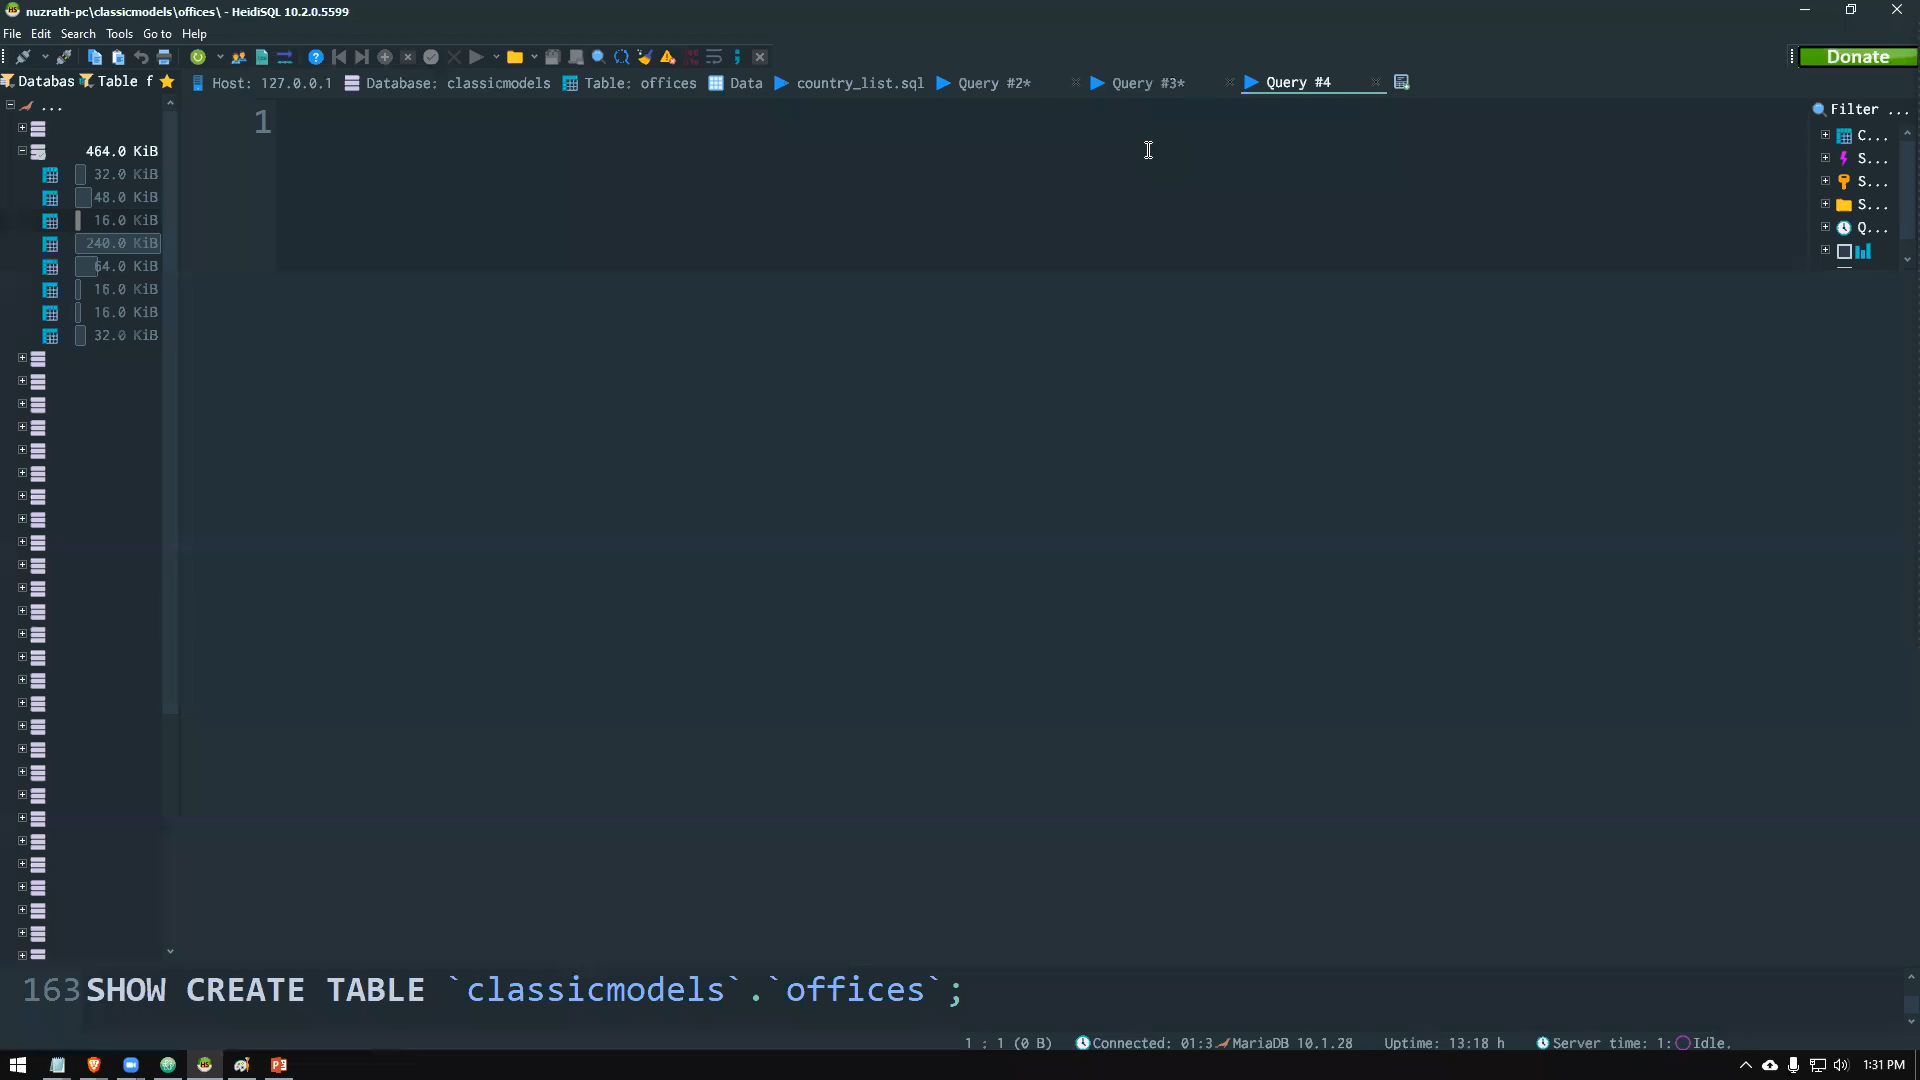 nuzrath-pc\classicmodels\offices\ - HeidiSQL 10.2.0.5599
File Edit Search Tools Go to Help
Donate
Databas Table f Host: 127.0.0.1 Database: classicmodels Table: offices Data country_list.sql Query #2* Query #3* Query #4
...
1
Filter ...
C...
464.0 KiB
S...
32.0 KiB
S...
48.0 KiB
S...
16.0 KiB
Q...
240.0 KiB
64.0 KiB
16.0 KiB
16.0 KiB
32.0 KiB
163 SHOW CREATE TABLE `classicmodels`.`offices`;
1 : 1 (0 B) Connected: 01:3 MariaDB 10.1.28 Uptime: 13:18 h Server time: 1: Idle.
1:31 PM